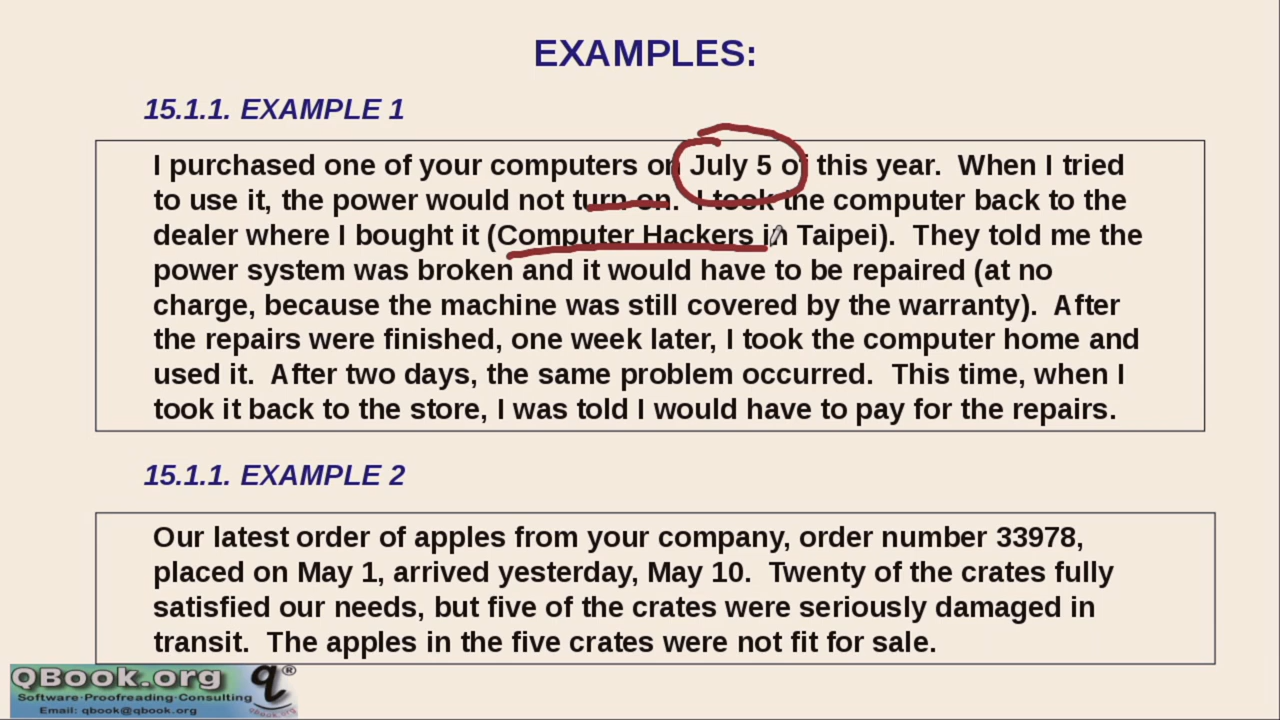 EXAMPLES:
15.1.1. EXAMPLE 1
I purchased one of your computers on July 5 of this year. When I tried
to use it, the power would not turn on. I took the computer back to the
dealer where I bought it (Computer Hackers in Taipei). They told me the
power system was broken and it would have to be repaired (at no
charge, because the machine was still covered by the warranty). After
the repairs were finished, one week later, I took the computer home and
used it. After two days, the same problem occurred. This time, when I
took it back to the store, I was told I would have to pay for the repairs.
15.1.1. EXAMPLE 2
Our latest order of apples from your company, order number 33978,
placed on May 1, arrived yesterday, May 10. Twenty of the crates fully
satisfied our needs, but five of the crates were seriously damaged in
transit. The apples in the five crates were not fit for sale.
QBook.org q®
Software·Proofreading·Consulting
Email: qbook@qbook.org qbook.org